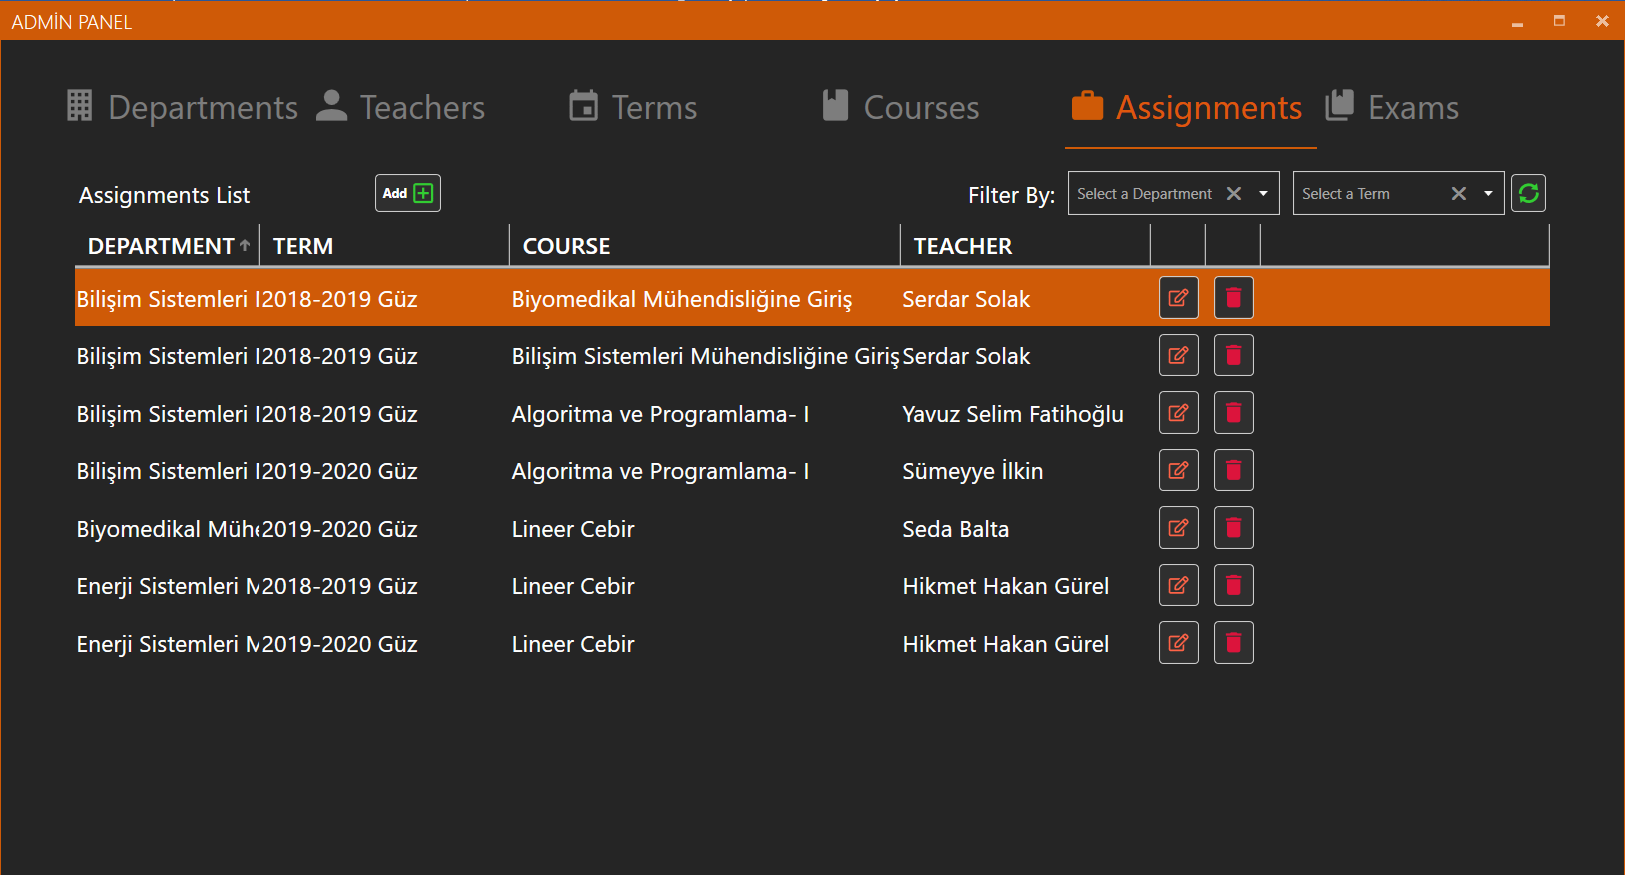 ADMİN PANEL
Departments Teachers Terms Courses Assignments Exams
Assignments List Add Filter By: Select a Department Select a Term
DEPARTMENT TERM COURSE TEACHER
Bilişim Sistemleri 2018-2019 Güz Biyomedikal Mühendisliğine Giriş Serdar Solak
Bilişim Sistemleri 2018-2019 Güz Bilişim Sistemleri Mühendisliğine Giriş Serdar Solak
Bilişim Sistemleri 2018-2019 Güz Algoritma ve Programlama- I Yavuz Selim Fatihoğlu
Bilişim Sistemleri 2019-2020 Güz Algoritma ve Programlama- I Sümeyye İlkin
Biyomedikal Müh 2019-2020 Güz Lineer Cebir Seda Balta
Enerji Sistemleri M 2018-2019 Güz Lineer Cebir Hikmet Hakan Gürel
Enerji Sistemleri M 2019-2020 Güz Lineer Cebir Hikmet Hakan Gürel